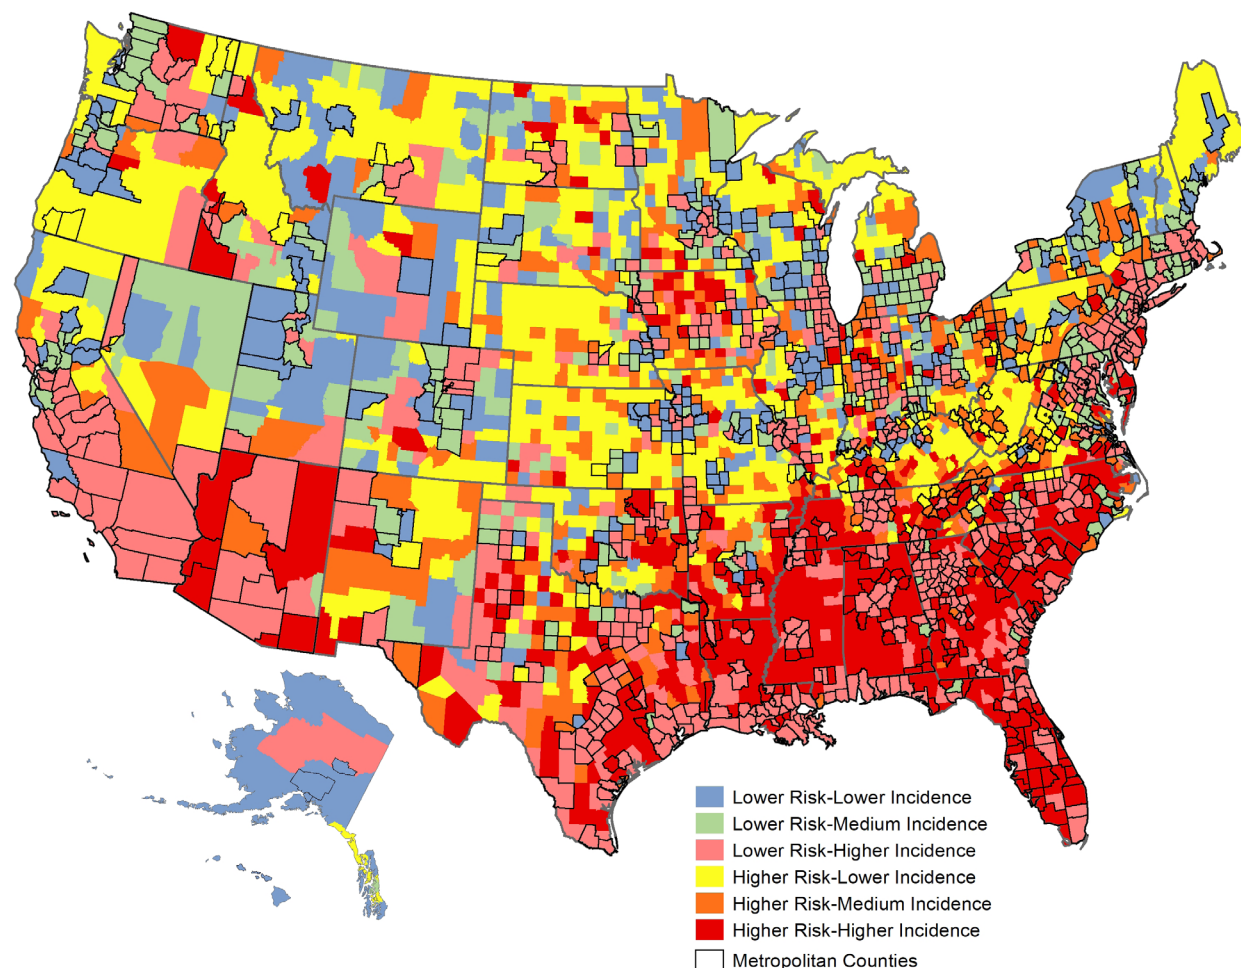 Lower Risk-Lower Incidence
Lower Risk-Medium Incidence
Lower Risk-Higher Incidence
Higher Risk-Lower Incidence
Higher Risk-Medium Incidence
Higher Risk-Higher Incidence
Metropolitan Counties